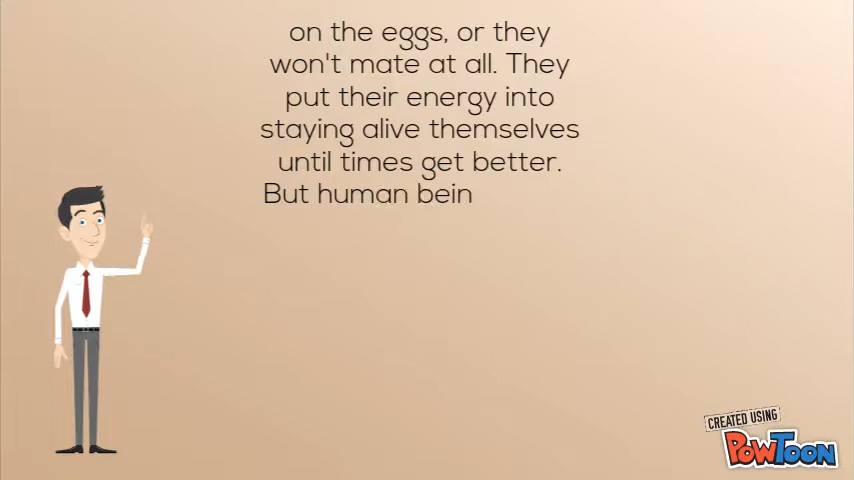 on the eggs, or they
won't mate at all. They
put their energy into
staying alive themselves
until times get better.
But human bein
CREATED USING
POWTOON